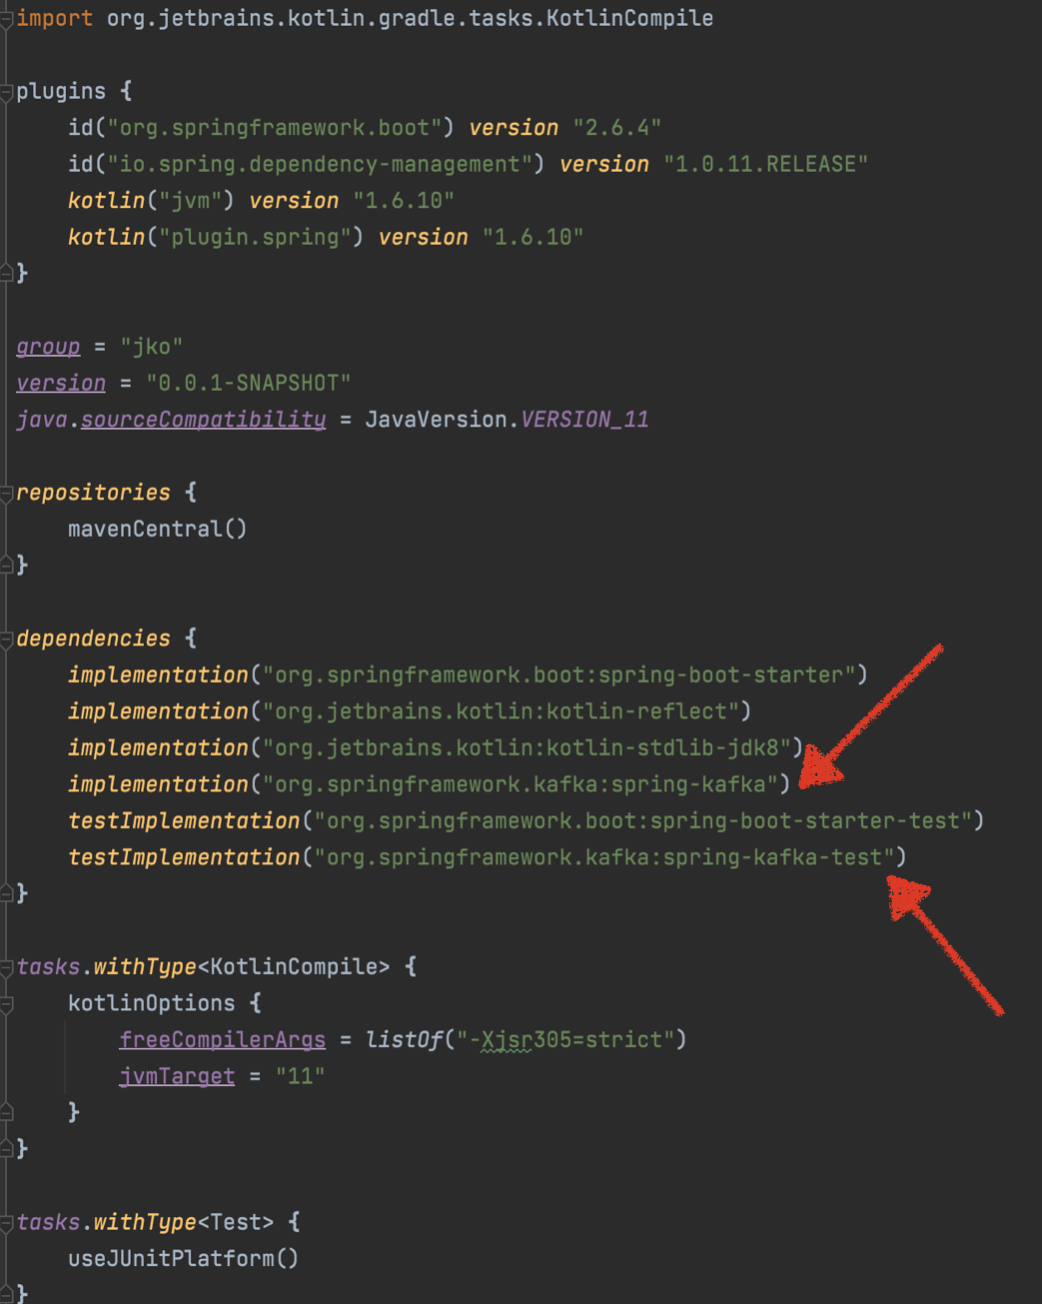 import org.jetbrains.kotlin.gradle.tasks.KotlinCompile
plugins {
id("org.springframework.boot") version "2.6.4"
id("io.spring.dependency-management") version "1.0.11.RELEASE"
kotlin("jvm") version "1.6.10"
kotlin("plugin.spring") version "1.6.10"
}
group = "jko"
version = "0.0.1-SNAPSHOT"
java.sourceCompatibility = JavaVersion.VERSION_11
repositories {
mavenCentral()
}
dependencies {
implementation("org.springframework.boot:spring-boot-starter")
implementation("org.jetbrains.kotlin:kotlin-reflect")
implementation("org.jetbrains.kotlin:kotlin-stdlib-jdk8")
implementation("org.springframework.kafka:spring-kafka")
testImplementation("org.springframework.boot:spring-boot-starter-test")
testImplementation("org.springframework.kafka:spring-kafka-test")
}
tasks.withType<KotlinCompile> {
kotlinOptions {
freeCompilerArgs = listOf("-Xjsr305=strict")
jvmTarget = "11"
}
}
tasks.withType<Test> {
useJUnitPlatform()
}